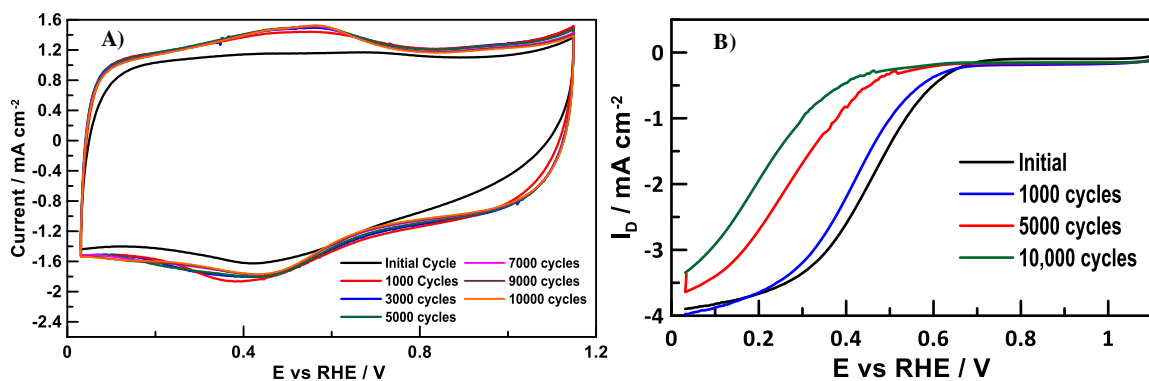 A)
1.6
1.2
0.8
0.4
0
-0.4
-0.8
-1.2
-1.6
-2
-2.4
Current / mA cm-2
Initial Cycle
1000 Cycles
3000 cycles
5000 cycles
7000 cycles
9000 cycles
10000 cycles
0 0.4 0.8 1.2
E vs RHE / V
B)
0
-1
-2
-3
-4
ID / mA cm-2
Initial
1000 cycles
5000 cycles
10,000 cycles
0 0.2 0.4 0.6 0.8 1
E vs RHE / V